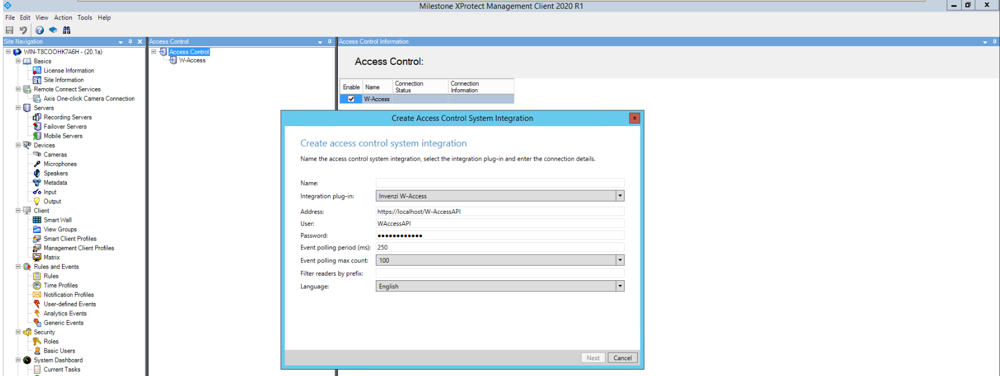 Milestone XProtect Management Client 2020 R1
File Edit View Action Tools Help
Site Navigation
WIN-T8COOHK7A6H - (20.1a)
Basics
License Information
Site Information
Remote Connect Services
Axis One-click Camera Connection
Servers
Recording Servers
Failover Servers
Mobile Servers
Devices
Cameras
Microphones
Speakers
Metadata
Input
Output
Client
Smart Wall
View Groups
Smart Client Profiles
Management Client Profiles
Matrix
Rules and Events
Rules
Time Profiles
Notification Profiles
User-defined Events
Analytics Events
Generic Events
Security
Roles
Basic Users
System Dashboard
Current Tasks
Access Control
Access Control
W-Access
Access Control Information
Access Control:
Enable Name Connection Status Connection Information
W-Access
Create Access Control System Integration
x
Create access control system integration
Name the access control system integration, select the integration plug-in and enter the connection details.
Name:
Integration plug-in: Invenzi W-Access
Address: https://localhost/W-AccessAPI
User: WAccessAPI
Password: ●●●●●●●●●●●●
Event polling period (ms): 250
Event polling max count: 100
Filter readers by prefix:
Language: English
Next Cancel